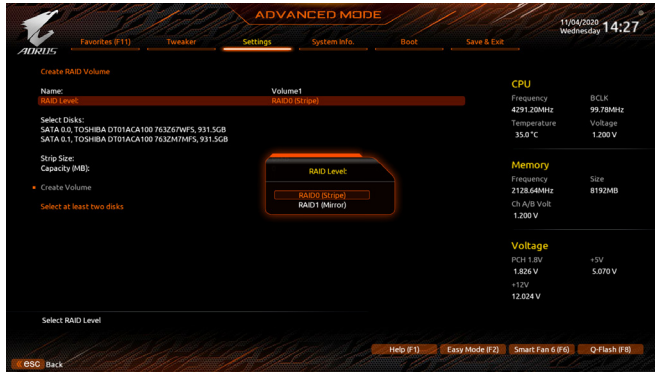 ADVANCED MODE
11/04/2020 Wednesday 14:27
AORUS
Favorites (F11) Tweaker Settings System Info. Boot Save & Exit
Create RAID Volume
Name: Volume1
RAID Level: RAID0 (Stripe)
Select Disks:
SATA 0.0, TOSHIBA DT01ACA100 763Z67WFS, 931.5GB
SATA 0.1, TOSHIBA DT01ACA100 763ZM7MFS, 931.5GB
Strip Size:
Capacity (MB):
Create Volume
Select at least two disks
RAID Level:
RAID0 (Stripe)
RAID1 (Mirror)
CPU
Frequency BCLK
4291.20MHz 99.78MHz
Temperature Voltage
35.0 °C 1.200 V
Memory
Frequency Size
2128.64MHz 8192MB
Ch A/B Volt
1.200 V
Voltage
PCH 1.8V +5V
1.826 V 5.070 V
+12V
12.024 V
Select RAID Level
Help (F1) Easy Mode (F2) Smart Fan 6 (F6) Q-Flash (F8)
esc Back